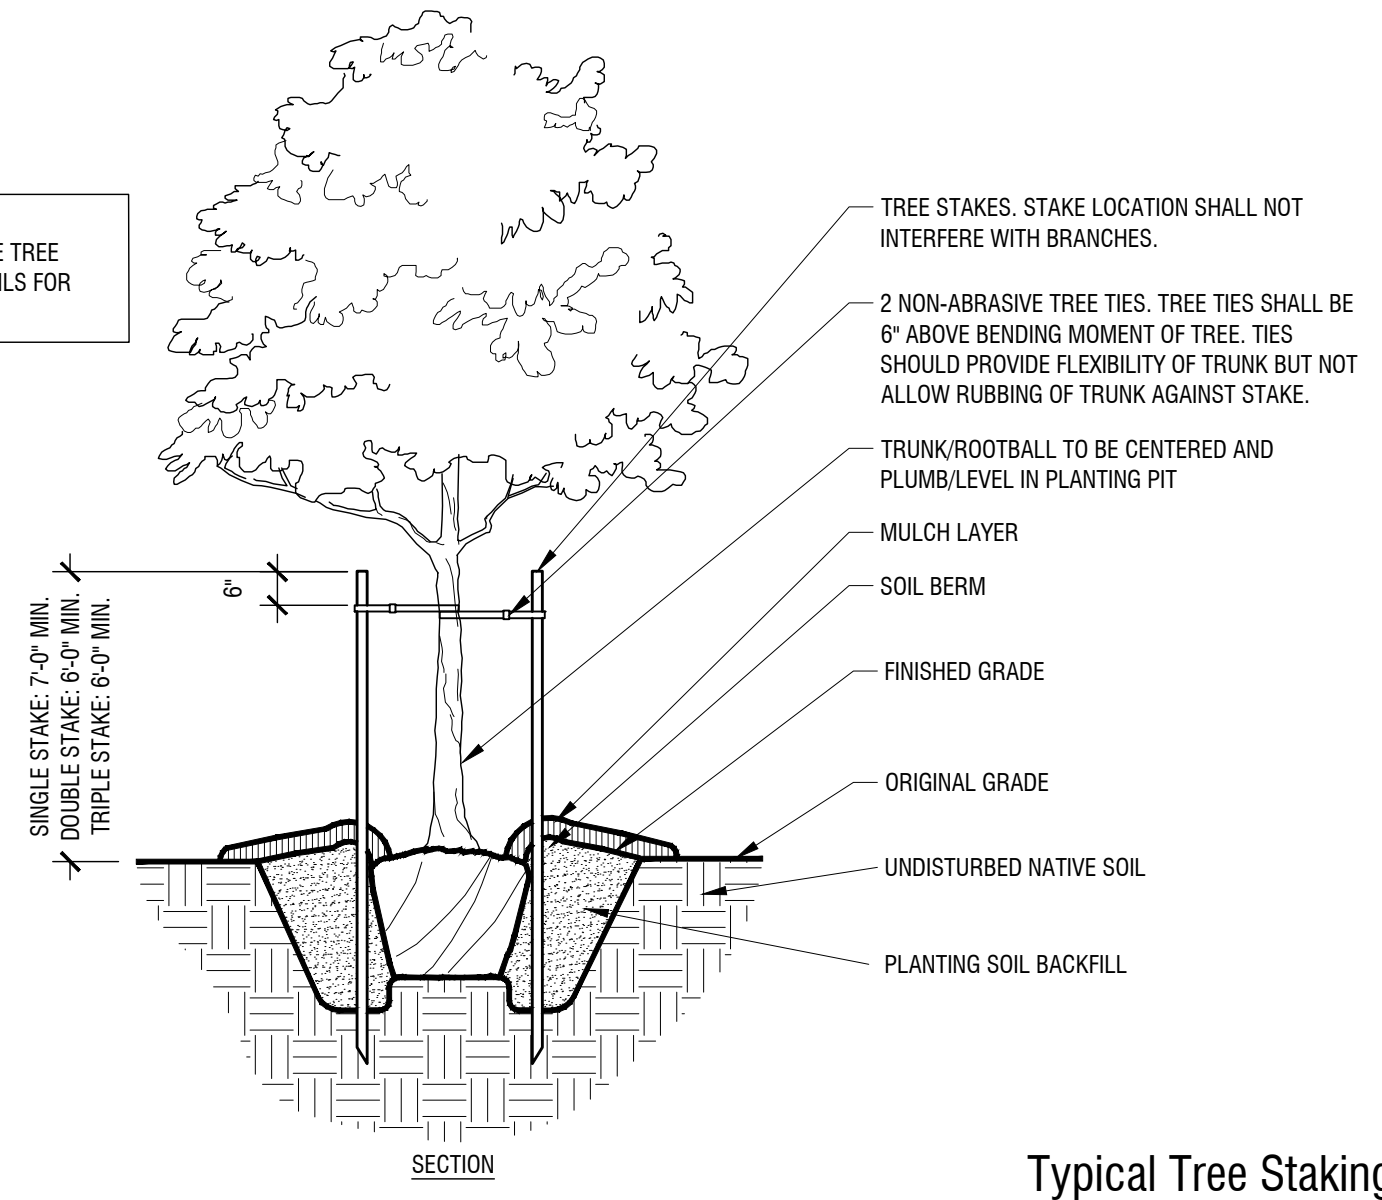 E TREE
ILS FOR
TREE STAKES. STAKE LOCATION SHALL NOT
INTERFERE WITH BRANCHES.
2 NON-ABRASIVE TREE TIES. TREE TIES SHALL BE
6" ABOVE BENDING MOMENT OF TREE. TIES
SHOULD PROVIDE FLEXIBILITY OF TRUNK BUT NOT
ALLOW RUBBING OF TRUNK AGAINST STAKE.
TRUNK/ROOTBALL TO BE CENTERED AND
PLUMB/LEVEL IN PLANTING PIT
MULCH LAYER
SOIL BERM
6"
SINGLE STAKE: 7'-0" MIN.
DOUBLE STAKE: 6'-0" MIN.
TRIPLE STAKE: 6'-0" MIN.
FINISHED GRADE
ORIGINAL GRADE
UNDISTURBED NATIVE SOIL
PLANTING SOIL BACKFILL
SECTION
Typical Tree Staking